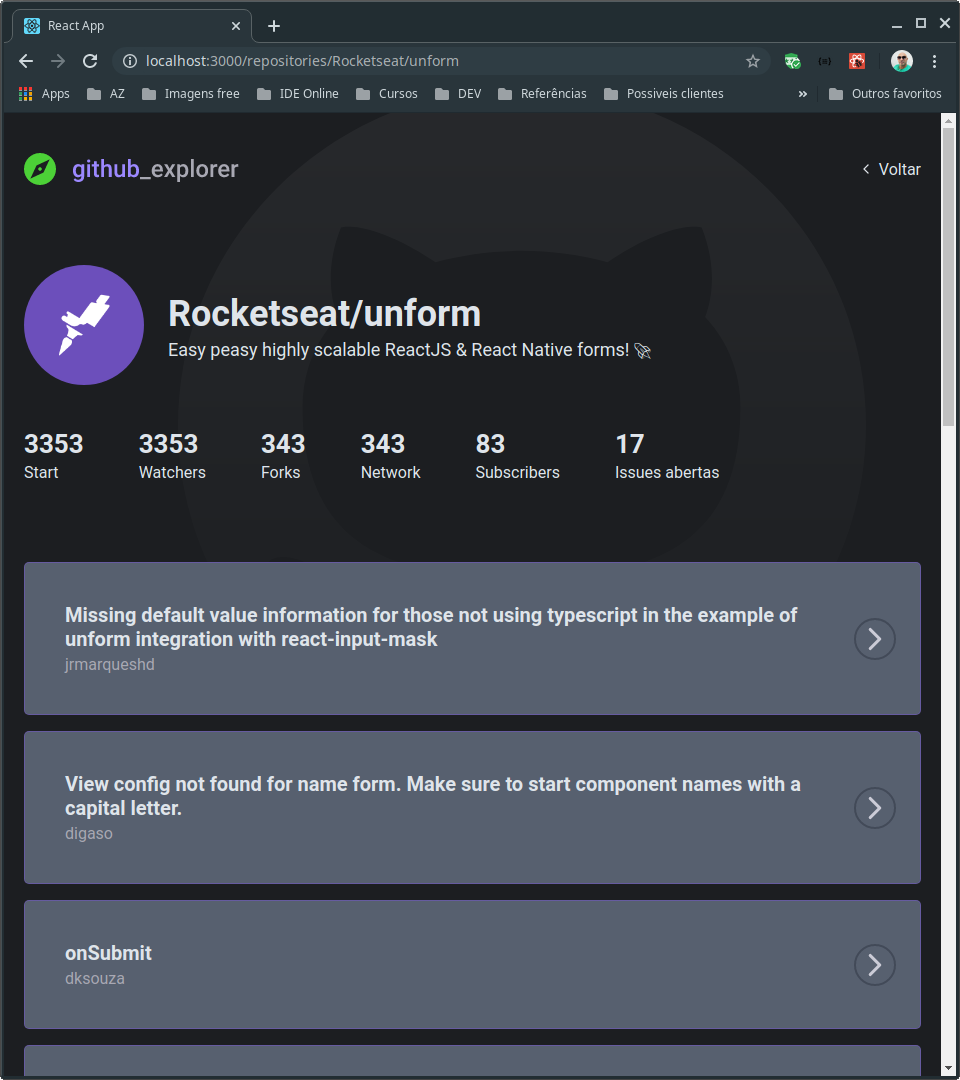 React App
localhost:3000/repositories/Rocketseat/unform
Apps AZ Imagens free IDE Online Cursos DEV Referências Possiveis clientes » Outros favoritos
github_explorer
Voltar
Rocketseat/unform
Easy peasy highly scalable ReactJS & React Native forms! 🚀
3353 3353 343 343 83 17
Start Watchers Forks Network Subscribers Issues abertas
Missing default value information for those not using typescript in the example of
unform integration with react-input-mask
jrmarqueshd
View config not found for name form. Make sure to start component names with a
capital letter.
digaso
onSubmit
dksouza